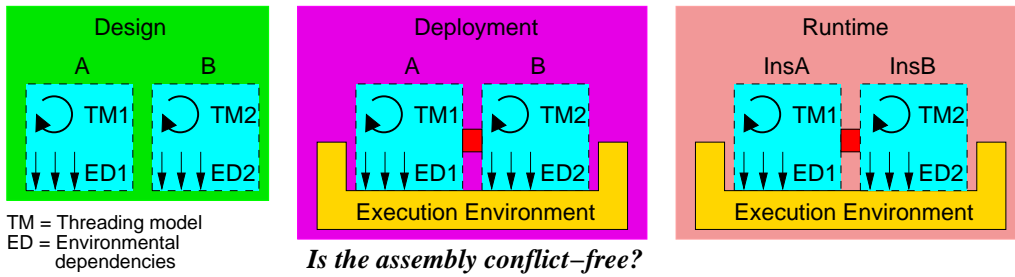 Design
A B
TM1 TM2
ED1 ED2
TM = Threading model
ED = Environmental
dependencies
Deployment
A B
TM1 TM2
ED1 ED2
Execution Environment
Is the assembly conflict–free?
Runtime
InsA InsB
TM1 TM2
ED1 ED2
Execution Environment